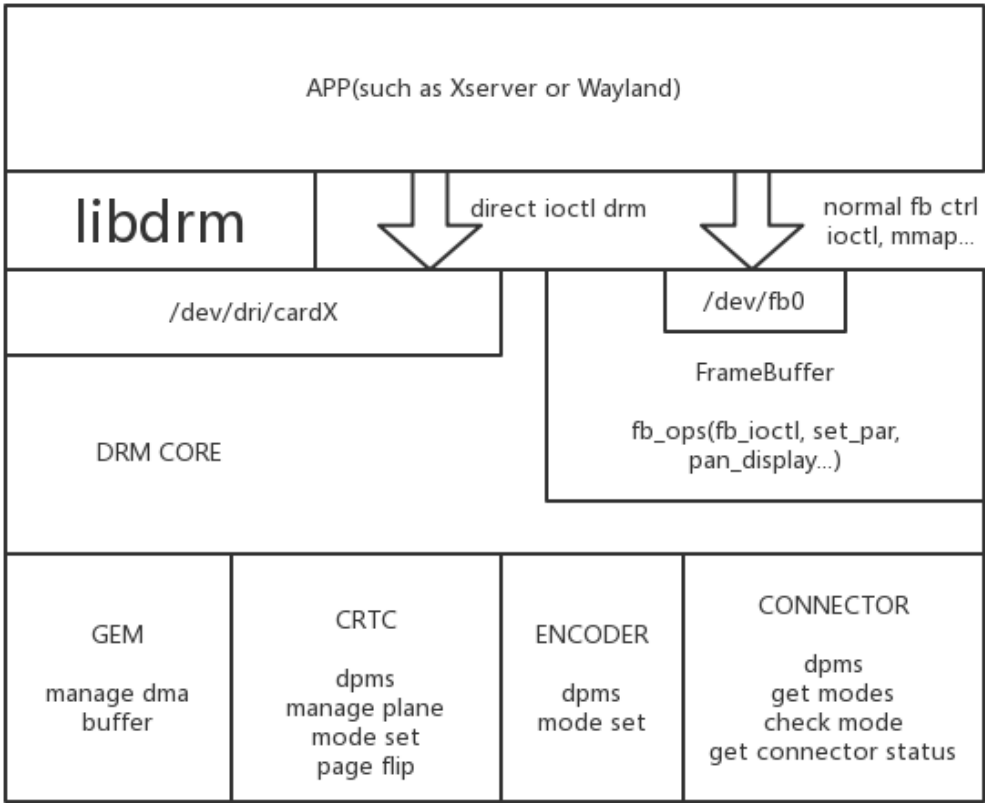 APP(such as Xserver or Wayland)
libdrm
direct ioctl drm
normal fb ctrl
ioctl, mmap...
/dev/dri/cardX
/dev/fb0
FrameBuffer
fb_ops(fb_ioctl, set_par,
pan_display...)
DRM CORE
GEM
manage dma
buffer
CRTC
dpms
manage plane
mode set
page flip
ENCODER
dpms
mode set
CONNECTOR
dpms
get modes
check mode
get connector status